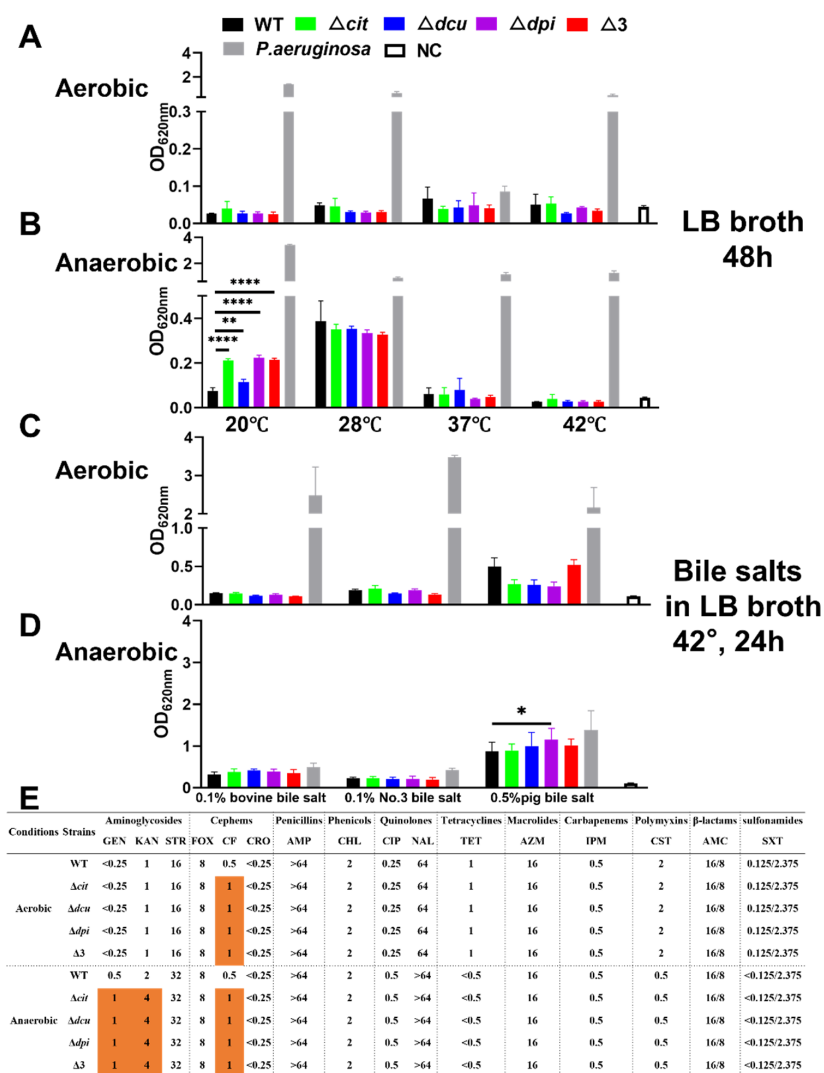 WT Δcit Δdcu Δdpi Δ3
P.aeruginosa NC
A
Aerobic
OD620nm
4
2
0.3
0.2
0.1
0.0
LB broth
48h
B
Anaerobic
OD620nm
4
2
0.4
0.2
0.0
****
****
**
****
20℃ 28℃ 37℃ 42℃
C
Aerobic
OD620nm
4
3
2
1.0
0.5
0.0
Bile salts
in LB broth
42°, 24h
D
Anaerobic
OD620nm
4
3
2
1
0
*
0.1% bovine bile salt 0.1% No.3 bile salt 0.5%pig bile salt
E
Conditions Strains Aminoglycosides Cephems Penicillins Phenicols Quinolones Tetracyclines Macrolides Carbapenems Polymyxins β-lactams sulfonamides
GEN KAN STR FOX CF CRO AMP CHL CIP NAL TET AZM IPM CST AMC SXT
Aerobic
WT <0.25 1 16 8 0.5 <0.25 >64 2 0.25 64 1 16 0.5 2 16/8 0.125/2.375
Δcit <0.25 1 16 8 1 <0.25 >64 2 0.25 64 1 16 0.5 2 16/8 0.125/2.375
Δdcu <0.25 1 16 8 1 <0.25 >64 2 0.25 64 1 16 0.5 2 16/8 0.125/2.375
Δdpi <0.25 1 16 8 1 <0.25 >64 2 0.25 64 1 16 0.5 2 16/8 0.125/2.375
Δ3 <0.25 1 16 8 1 <0.25 >64 2 0.25 64 1 16 0.5 2 16/8 0.125/2.375
Anaerobic
WT 0.5 2 32 8 0.5 <0.25 >64 2 0.5 >64 <0.5 16 0.5 0.5 16/8 <0.125/2.375
Δcit 1 4 32 8 1 <0.25 >64 2 0.5 >64 <0.5 16 0.5 0.5 16/8 <0.125/2.375
Δdcu 1 4 32 8 1 <0.25 >64 2 0.5 >64 <0.5 16 0.5 0.5 16/8 <0.125/2.375
Δdpi 1 4 32 8 1 <0.25 >64 2 0.5 >64 <0.5 16 0.5 0.5 16/8 <0.125/2.375
Δ3 1 4 32 8 1 <0.25 >64 2 0.5 >64 <0.5 16 0.5 0.5 16/8 <0.125/2.375